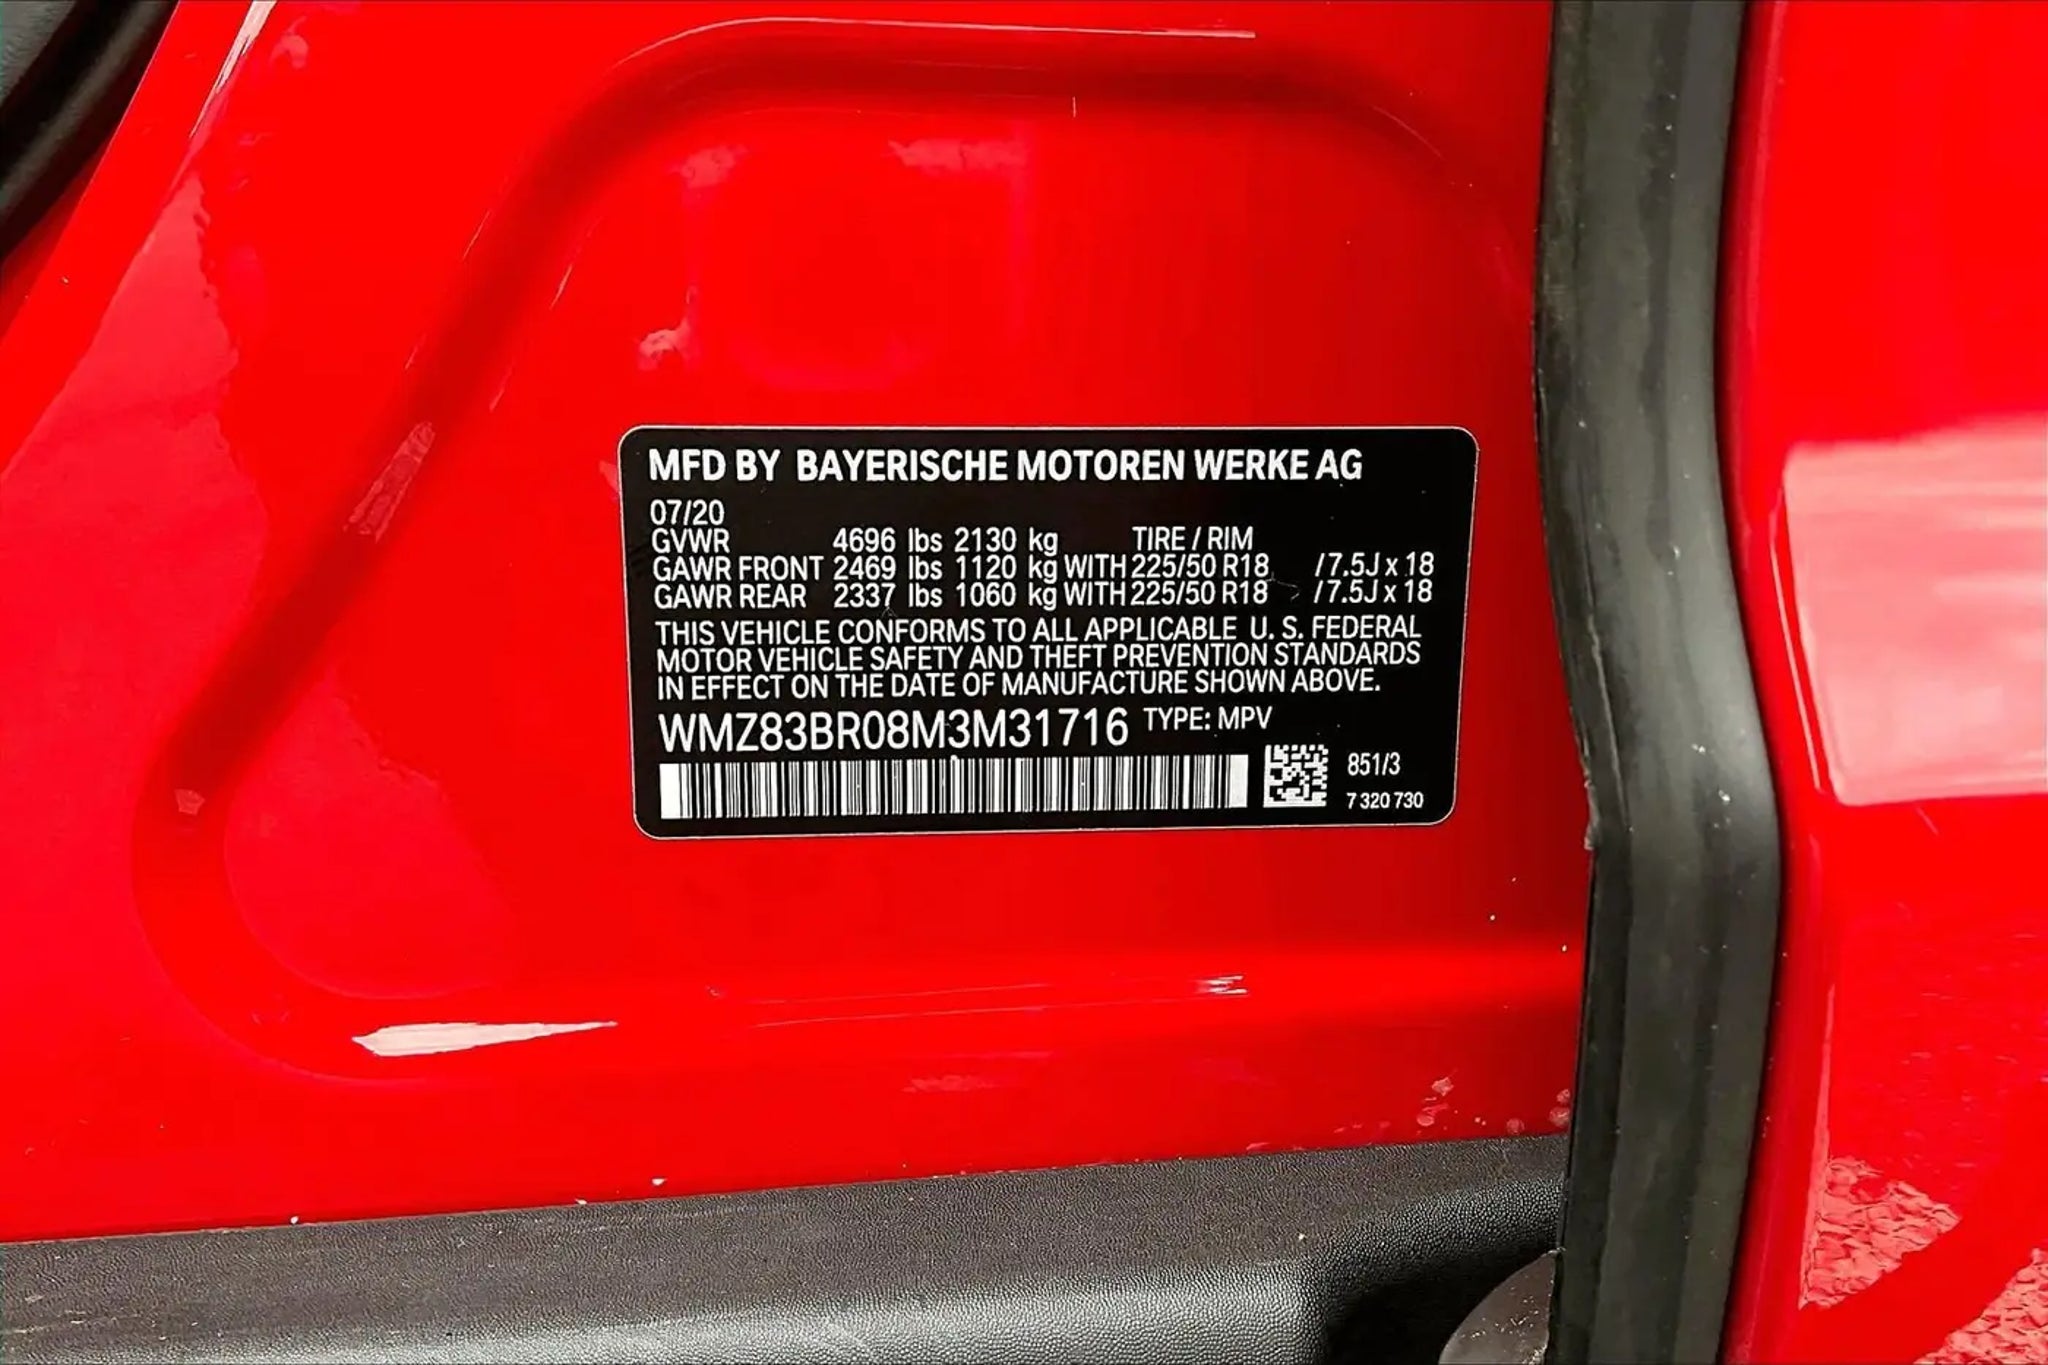 MFD BY BAYERISCHE MOTOREN WERKE AG
07/20
GVWR 4696 lbs 2130 kg TIRE / RIM
GAWR FRONT 2469 lbs 1120 kg WITH 225/50 R18 / 7.5J x 18
GAWR REAR 2337 lbs 1060 kg WITH 225/50 R18 / 7.5J x 18
THIS VEHICLE CONFORMS TO ALL APPLICABLE U. S. FEDERAL
MOTOR VEHICLE SAFETY AND THEFT PREVENTION STANDARDS
IN EFFECT ON THE DATE OF MANUFACTURE SHOWN ABOVE.
WMZ83BR08M3M31716 TYPE: MPV
851/3
7 320 730